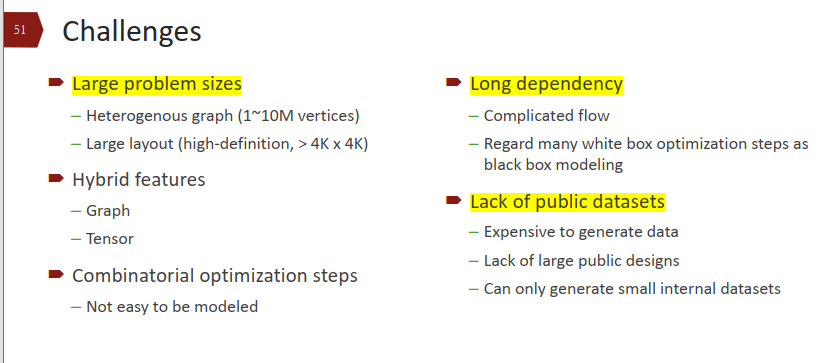 51
Challenges
Large problem sizes
– Heterogenous graph (1~10M vertices)
– Large layout (high-definition, > 4K x 4K)
Hybrid features
– Graph
– Tensor
Combinatorial optimization steps
– Not easy to be modeled
Long dependency
– Complicated flow
– Regard many white box optimization steps as
black box modeling
Lack of public datasets
– Expensive to generate data
– Lack of large public designs
– Can only generate small internal datasets